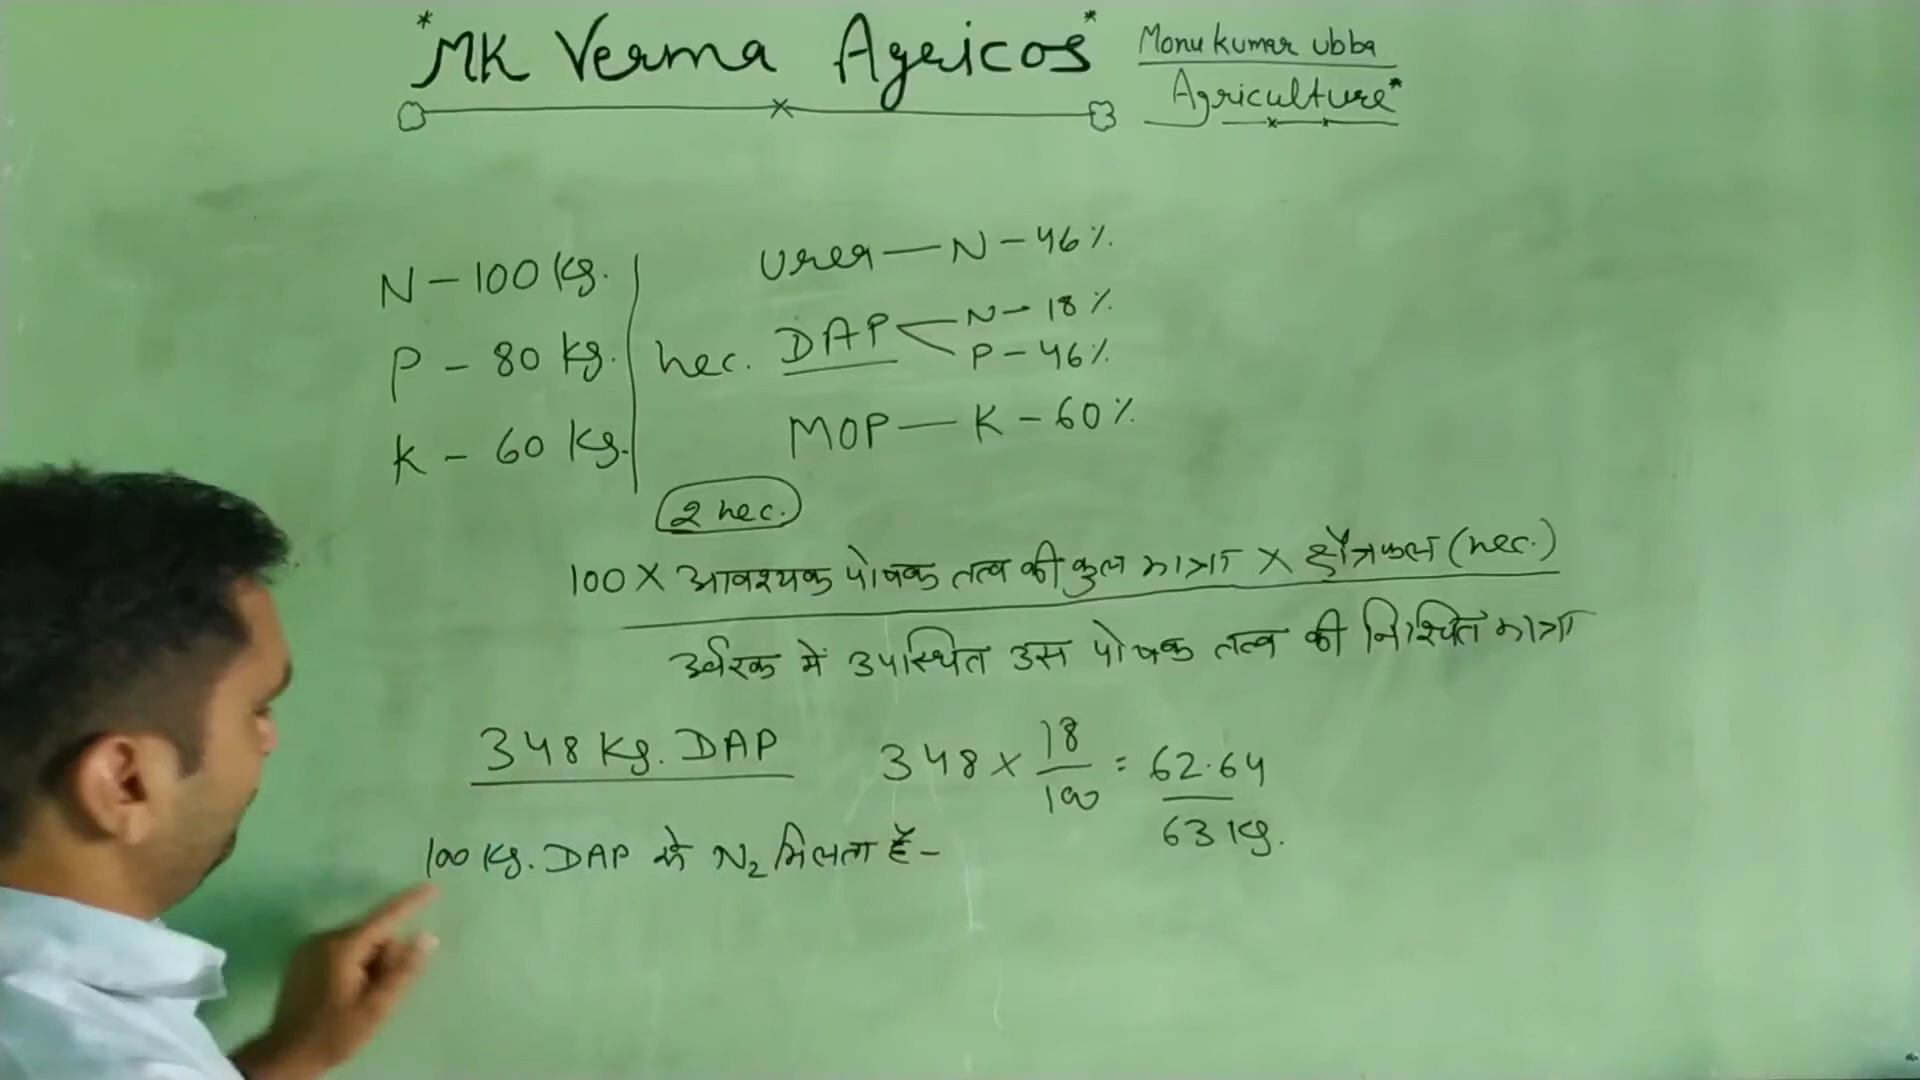 *MK Verma Agricos*
Monu kumar ubba
Agriculture*
N - 100 Kg.
P - 80 Kg.
K - 60 Kg.
hec.
Urea — N - 46%.
DAP
N - 18%.
P - 46%.
MOP — K - 60%.
2 hec.
100 X आवश्यक पोषक तत्व की कुल मात्रा X क्षेत्रफल (hec.)
उर्वरक में उपस्थित उस पोषक तत्व की निश्चित मात्रा
348 Kg. DAP
348 × 18/100 = 62.64
63 Kg.
100 Kg. DAP से N₂ मिलता है -